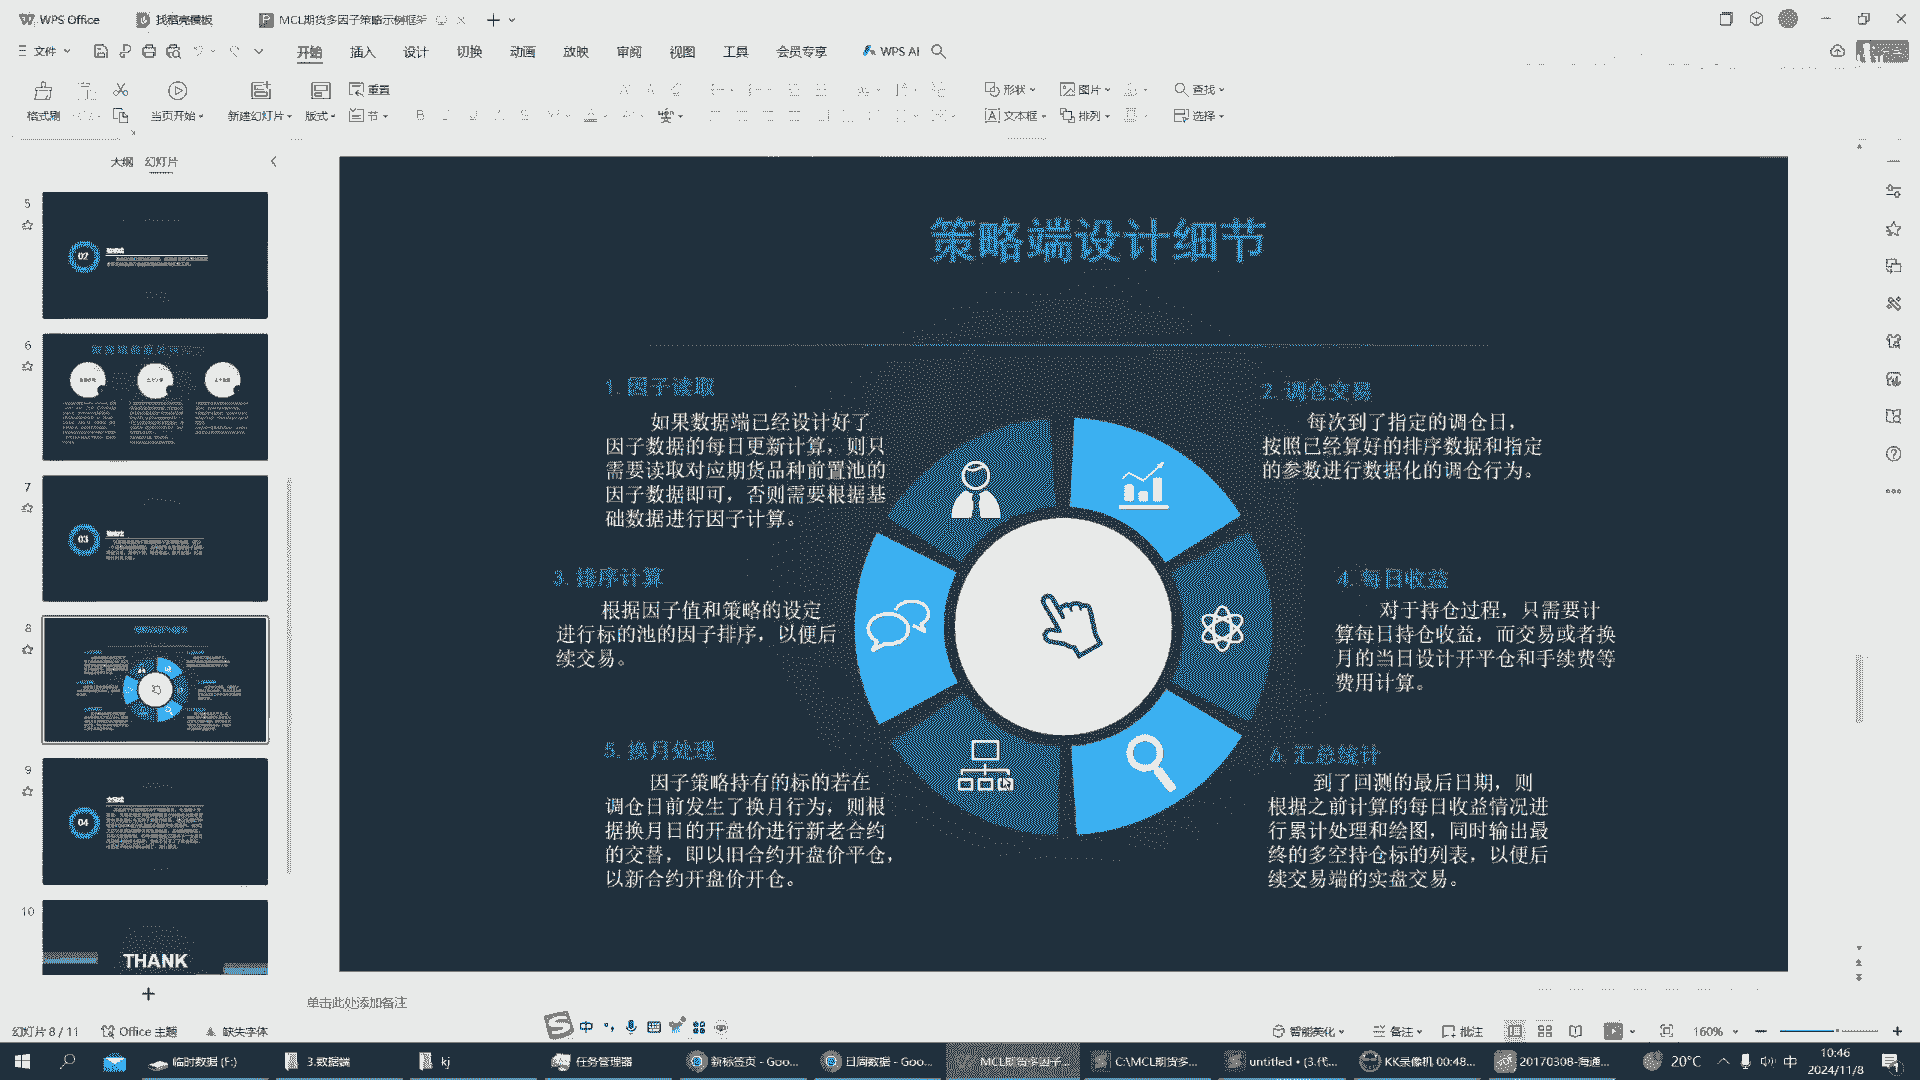 WPS Office
找稻壳模板
MCL期货多因子策略示例框架
文件
开始
插入
设计
切换
动画
放映
审阅
视图
工具
会员专享
WPS AI
格式刷
当页开始
新建幻灯片
版式
重置
节
形状
图片
文本框
排列
查找
选择
大纲
幻灯片
5
02
6
7
03
8
9
04
10
THANK
策略端设计细节
1. 因子读取
如果数据端已经设计好了
因子数据的每日更新计算，则只
需要读取对应期货品种前置池的
因子数据即可，否则需要根据基
础数据进行因子计算。
2. 调仓交易
每次到了指定的调仓日，
按照已经算好的排序数据和指定
的参数进行数据化的调仓行为。
3. 排序计算
根据因子值和策略的设定
进行标的池的因子排序，以便后
续交易。
4. 每日收益
对于持仓过程，只需要计
算每日持仓收益，而交易或者换
月的当日设计开平仓和手续费等
费用计算。
5. 换月处理
因子策略持有的标的若在
调仓日前发生了换月行为，则根
据换月日的开盘价进行新老合约
的交替，即以旧合约开盘价平仓，
以新合约开盘价开仓。
6. 汇总统计
到了回测的最后日期，则
根据之前计算的每日收益情况进
行累计处理和绘图，同时输出最
终的多空持仓标的列表，以便后
续交易端的实盘交易。
单击此处添加备注
幻灯片 8 / 11
Office 主题
缺失字体
中
智能美化
备注
批注
160%
临时数据 (F:)
3.数据端
kj
任务管理器
新标签页 - Goo...
日周数据 - Goo...
MCL期货多因子...
C:\MCL期货多...
untitled • (3.代...
KK录像机 00:48...
20170308-海通...
20°C
中
10:46
2024/11/8